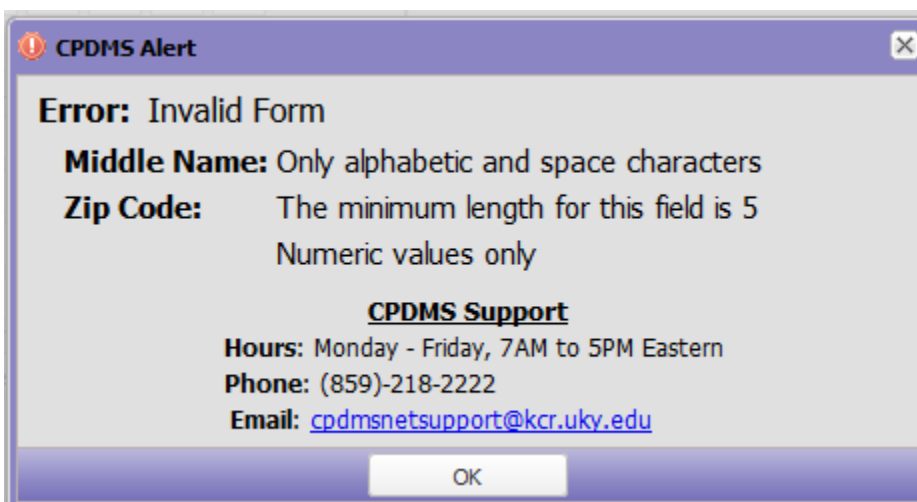 CPDMS Alert
Error: Invalid Form
Middle Name: Only alphabetic and space characters
Zip Code: The minimum length for this field is 5
Numeric values only
CPDMS Support
Hours: Monday - Friday, 7AM to 5PM Eastern
Phone: (859)-218-2222
Email: cpdmsnetsupport@kcr.uky.edu
OK